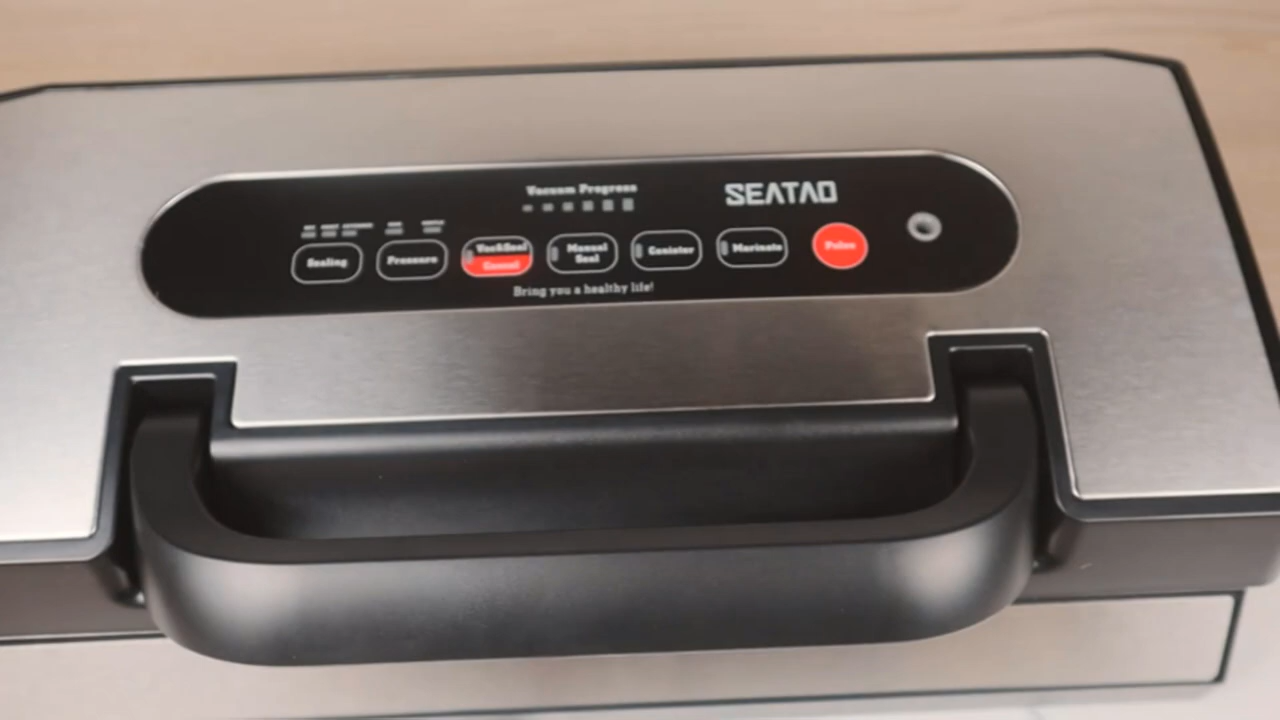 Vacuum Progress
SEATAO
Sealing
Pressure
Vac&Seal
Cancel
Manual
Seal
Canister
Marinate
Pulse
Bring you a healthy life!